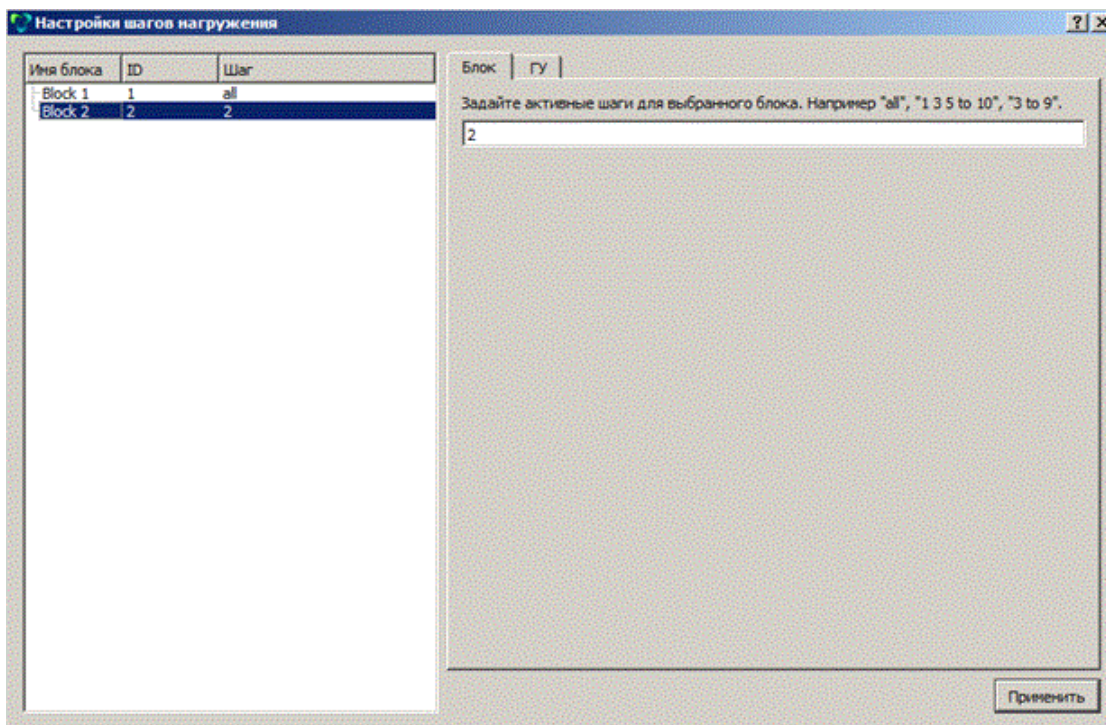 Настройки шагов нагружения
Имя блока ID Шаг
Block 1 1 all
Block 2 2 2
Блок ГУ
Задайте активные шаги для выбранного блока. Например "all", "1 3 5 to 10", "3 to 9".
2
Применить